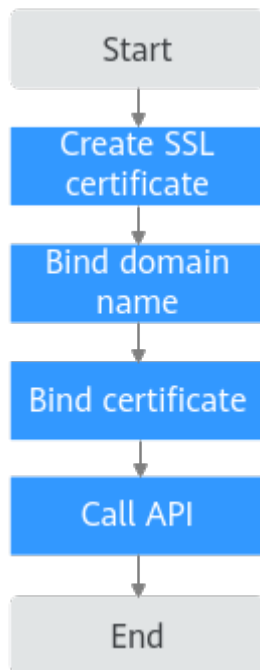 Start
Create SSL
certificate
Bind domain
name
Bind certificate
Call API
End